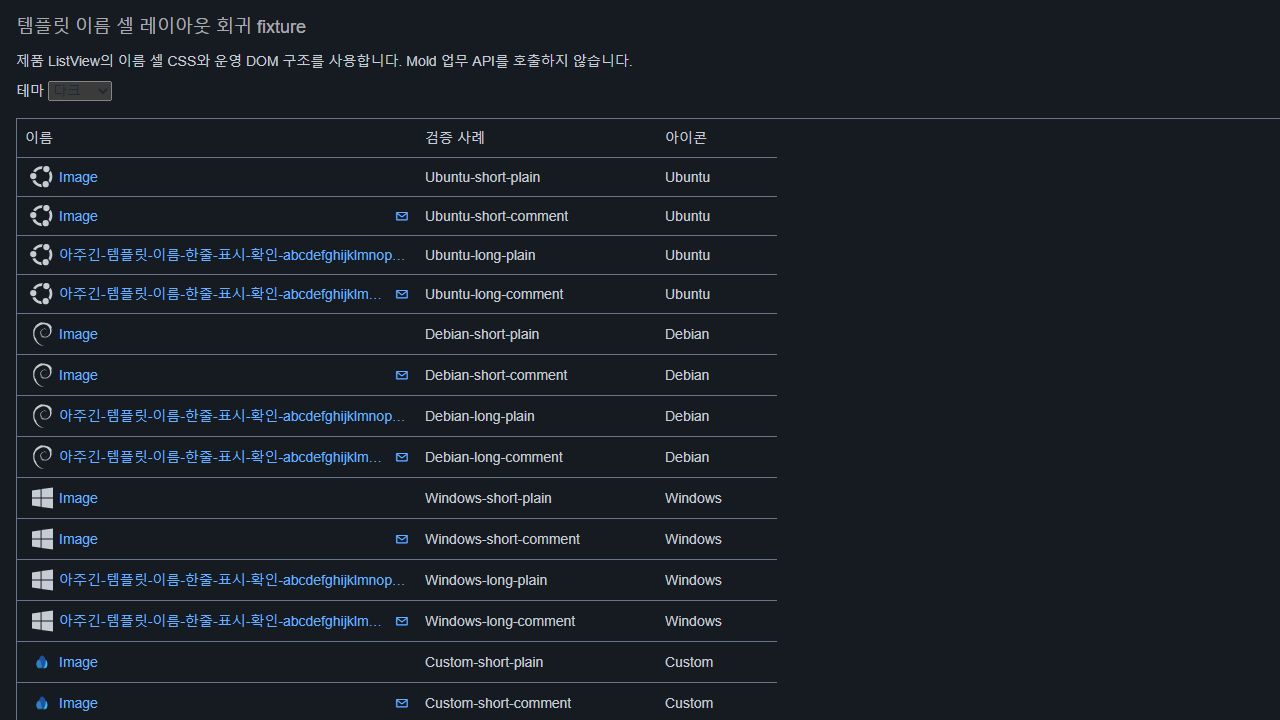 템플릿 이름 셀 레이아웃 회귀 fixture
제품 ListView의 이름 셀 CSS와 운영 DOM 구조를 사용합니다. Mold 업무 API를 호출하지 않습니다.
테마 다크
이름 검증 사례 아이콘
Image Ubuntu-short-plain Ubuntu
Image Ubuntu-short-comment Ubuntu
아주긴-템플릿-이름-한줄-표시-확인-abcdefghijklmnop... Ubuntu-long-plain Ubuntu
아주긴-템플릿-이름-한줄-표시-확인-abcdefghijklm... Ubuntu-long-comment Ubuntu
Image Debian-short-plain Debian
Image Debian-short-comment Debian
아주긴-템플릿-이름-한줄-표시-확인-abcdefghijklmnop... Debian-long-plain Debian
아주긴-템플릿-이름-한줄-표시-확인-abcdefghijklm... Debian-long-comment Debian
Image Windows-short-plain Windows
Image Windows-short-comment Windows
아주긴-템플릿-이름-한줄-표시-확인-abcdefghijklmnop... Windows-long-plain Windows
아주긴-템플릿-이름-한줄-표시-확인-abcdefghijklm... Windows-long-comment Windows
Image Custom-short-plain Custom
Image Custom-short-comment Custom